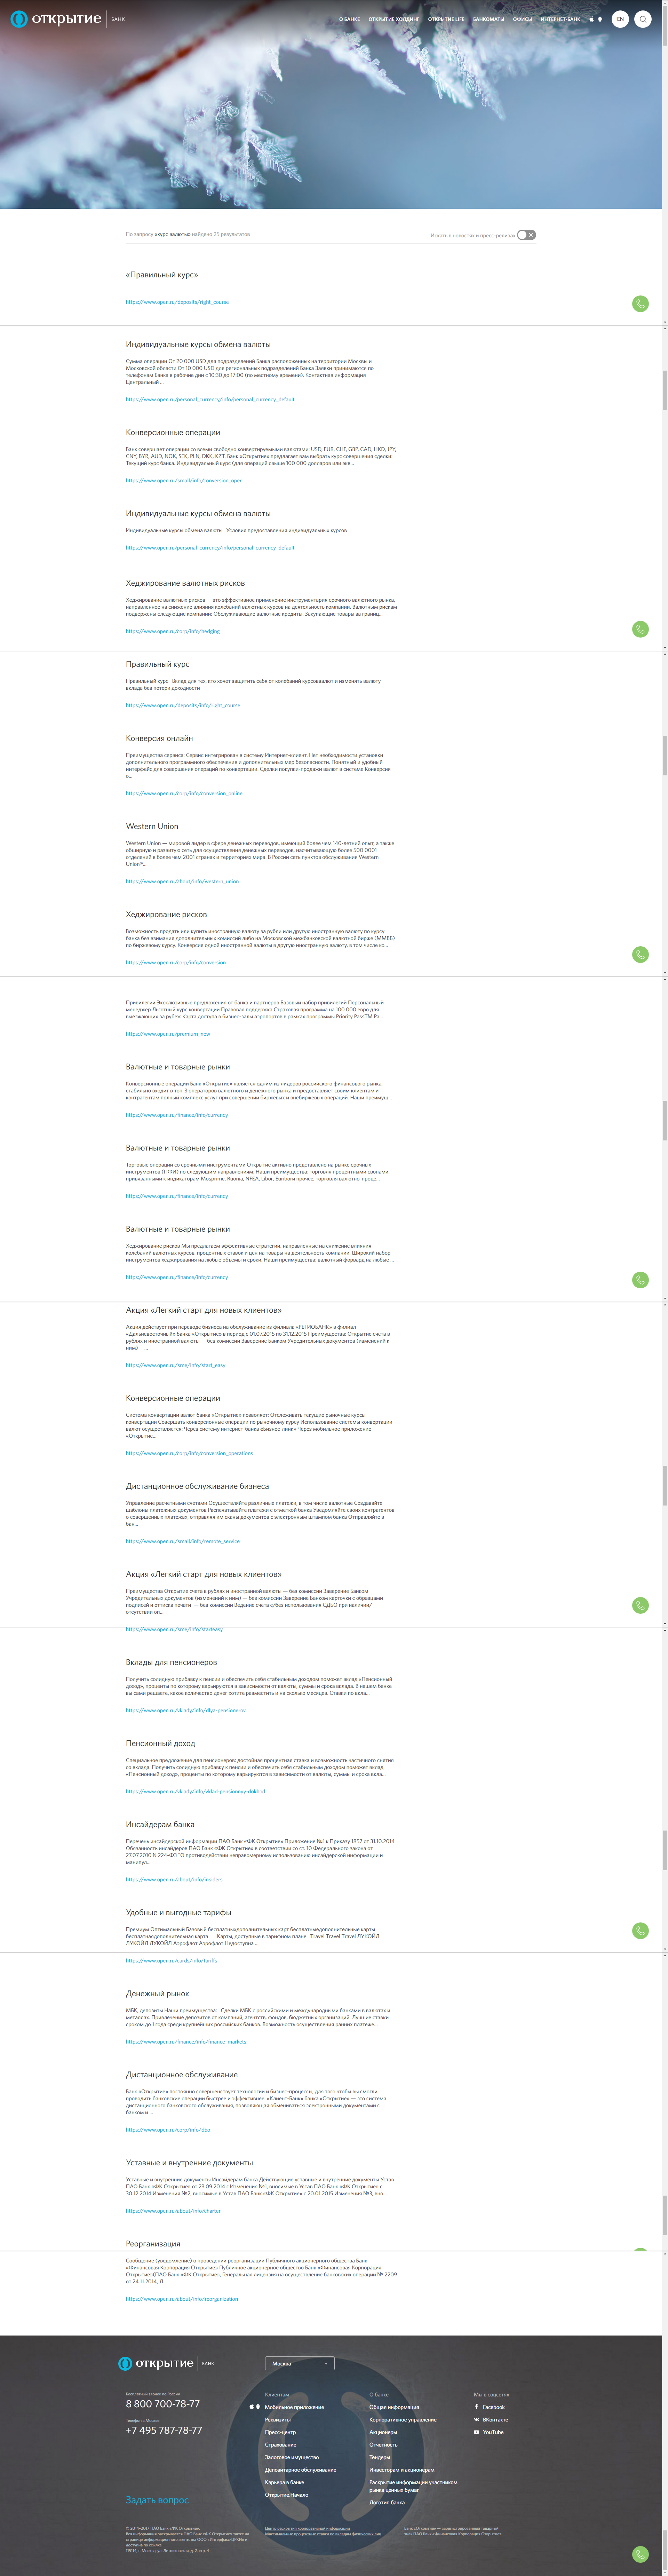 открытие БАНК
О БАНКЕ ОТКРЫТИЕ ХОЛДИНГ ОТКРЫТИЕ LIFE БАНКОМАТЫ ОФИСЫ ИНТЕРНЕТ-БАНК EN
По запросу «курс валюты» найдено 25 результатов
Искать в новостях и пресс-релизах
«Правильный курс»
https://www.open.ru/deposits/right_course
Индивидуальные курсы обмена валюты
Сумма операции От 20 000 USD для подразделений Банка расположенных на территории Москвы и
Московской области От 10 000 USD для региональных подразделений Банка Заявки принимаются по
телефонам Банка в рабочие дни с 10:30 до 17:00 (по местному времени). Контактная информация
Центральный ...
https://www.open.ru/personal_currency/info/personal_currency_default
Конверсионные операции
Банк совершает операции со всеми свободно конвертируемыми валютами: USD, EUR, CHF, GBP, CAD, HKD, JPY,
CNY, BYR, AUD, NOK, SEK, PLN, DKK, KZT. Банк «Открытие» предлагает вам выбрать курс совершения сделки:
Текущий курс банка. Индивидуальный курс (для операций свыше 100 000 долларов или экв...
https://www.open.ru/small/info/conversion_oper
Индивидуальные курсы обмена валюты
Индивидуальные курсы обмена валюты Условия предоставления индивидуальных курсов
https://www.open.ru/personal_currency/info/personal_currency_default
Хеджирование валютных рисков
Хеджирование валютных рисков — это эффективное применение инструментария срочного валютного рынка,
направленное на снижение влияния колебаний валютных курсов на деятельность компании. Валютным рискам
подвержены следующие компании: Обслуживающие валютные кредиты. Закупающие товары за границ...
https://www.open.ru/corp/info/hedging
Правильный курс
Правильный курс Вклад для тех, кто хочет защитить себя от колебаний курсоввалют и изменять валюту
вклада без потери доходности
https://www.open.ru/deposits/info/right_course
Конверсия онлайн
Преимущества сервиса: Сервис интегрирован в систему Интернет-клиент. Нет необходимости установки
дополнительного программного обеспечения и дополнительных мер безопасности. Понятный и удобный
интерфейс для совершения операций по конвертации. Сделки покупки-продажи валют в системе Конверсия
о...
https://www.open.ru/corp/info/conversion_online
Western Union
Western Union — мировой лидер в сфере денежных переводов, имеющий более чем 140-летний опыт, а также
обширную и развитую сеть для осуществления денежных переводов, насчитывающую более 500 0001
отделений в более чем 2001 странах и территориях мира. В России сеть пунктов обслуживания Western
Union®...
https://www.open.ru/about/info/western_union
Хеджирование рисков
Возможность продать или купить иностранную валюту за рубли или другую иностранную валюту по курсу
банка без взимания дополнительных комиссий либо на Московской межбанковской валютной бирже (ММВБ)
по биржевому курсу. Конверсия одной иностранной валюты в другую иностранную валюту, в том числе ко...
https://www.open.ru/corp/info/conversion
Привилегии Эксклюзивные предложения от банка и партнёров Базовый набор привилегий Персональный
менеджер Льготный курс конвертации Правовая поддержка Страховая программа на 100 000 евро для
выезжающих за рубеж Карта доступа в бизнес-залы аэропортов в рамках программы Priority PassTM Ра...
https://www.open.ru/premium_new
Валютные и товарные рынки
Конверсионные операции Банк «Открытие» является одним из лидеров российского финансового рынка,
стабильно входит в топ-3 операторов валютного и денежного рынка и предоставляет своим клиентам и
контрагентам полный комплекс услуг при совершении биржевых и внебиржевых операций. Наши преимущ...
https://www.open.ru/finance/info/currency
Валютные и товарные рынки
Торговые операции со срочными инструментами Открытие активно представлено на рынке срочных
инструментов (ПФИ) по следующим направлениям. Наши преимущества: торговля процентными свопами,
привязанными к индикаторам Mosprime, Ruonia, NFEA, Libor, Euriborи прочее; торговля валютно-проце...
https://www.open.ru/finance/info/currency
Валютные и товарные рынки
Хеджирование рисков Мы предлагаем эффективные стратегии, направленные на снижение влияния
колебаний валютных курсов, процентных ставок и цен на товары на деятельность компании. Широкий набор
инструментов хеджирования на любые объемы и сроки. Наши преимущества: валютный форвард на любые ...
https://www.open.ru/finance/info/currency
Акция «Легкий старт для новых клиентов»
Акция действует при переводе бизнеса на обслуживание из филиала «РЕГИОБАНК» в филиал
«Дальневосточный» банка «Открытие» в период с 01.07.2015 по 31.12.2015 Преимущества: Открытие счета в
рублях и иностранной валюты — без комиссии Заверение Банком Учредительных документов (изменений к
ним) —...
https://www.open.ru/sme/info/start_easy
Конверсионные операции
Система конвертации валют банка «Открытие» позволяет: Отслеживать текущие рыночные курсы
конвертации Совершать конверсионные операции по рыночному курсу Использование системы конвертации
валют осуществляется: Через систему интернет-банка «Бизнес-линк» Через мобильное приложение
«Открытие...
https://www.open.ru/corp/info/conversion_operations
Дистанционное обслуживание бизнеса
Управление расчетными счетами Осуществляйте различные платежи, в том числе валютные Создавайте
шаблоны платежных документов Распечатывайте платежки с отметкой банка Уведомляйте своих контрагентов
о совершенных платежах, отправляя им сканы документов с электронным штампом банка Отправляйте в
бан...
https://www.open.ru/small/info/remote_service
Акция «Легкий старт для новых клиентов»
Преимущества Открытие счета в рублях и иностранной валюты — без комиссии Заверение Банком
Учредительных документов (изменений к ним) — без комиссии Заверение Банком карточки с образцами
подписей и оттиска печати — без комиссии Ведение счета с/без использования СДБО при наличии/
отсутствии оп...
https://www.open.ru/sme/info/starteasy
Вклады для пенсионеров
Получить солидную прибавку к пенсии и обеспечить себя стабильным доходом поможет вклад «Пенсионный
доход», проценты по которому варьируются в зависимости от валюты, суммы и срока вклада. В нашем банке
вы сами решаете, какое количество денег хотите разместить и на сколько месяцев. Ставки по вкла...
https://www.open.ru/vklady/info/dlya-pensionerov
Пенсионный доход
Специальное предложение для пенсионеров: достойная процентная ставка и возможность частичного снятия
со вклада. Получить солидную прибавку к пенсии и обеспечить себя стабильным доходом поможет вклад
«Пенсионный доход», проценты по которому варьируются в зависимости от валюты, суммы и срока вкла...
https://www.open.ru/vklady/info/vklad-pensionnyy-dokhod
Инсайдерам банка
Перечень инсайдерской информации ПАО Банк «ФК Открытие» Приложение №1 к Приказу 1857 от 31.10.2014
Обязанность инсайдеров ПАО Банк «ФК Открытие» в соответствии со ст. 10 Федерального закона от
27.07.2010 N 224-ФЗ "О противодействии неправомерному использованию инсайдерской информации и
манипул...
https://www.open.ru/about/info/insiders
Удобные и выгодные тарифы
Премиум Оптимальный Базовый бесплатныхдополнительных карт бесплатныедополнительные карты
бесплатнаядополнительная карта Карты, доступные в тарифном плане Travel Travel Travel ЛУКОЙЛ
ЛУКОЙЛ ЛУКОЙЛ Аэрофлот Аэрофлот Недоступна ...
https://www.open.ru/cards/info/tariffs
Денежный рынок
МБК, депозиты Наши преимущества: Сделки МБК с российскими и международными банками в валютах и
металлах. Привлечение депозитов от компаний, агентств, фондов, бюджетных организаций. Лучшие ставки
сроком до 1 года среди крупнейших российских банков. Возможность осуществления ранних платеже...
https://www.open.ru/finance/info/finance_markets
Дистанционное обслуживание
Банк «Открытие» постоянно совершенствует технологии и бизнес-процессы, для того чтобы вы смогли
проводить банковские операции быстрее и эффективнее. «Клиент-Банк» банка «Открытие» — это система
дистанционного банковского обслуживания, позволяющая обмениваться электронными документами с
банком и ...
https://www.open.ru/corp/info/dbo
Уставные и внутренние документы
Уставные и внутренние документы Инсайдерам банка Действующие уставные и внутренние документы Устав
ПАО Банк «ФК Открытие» от 23.09.2014 г Изменения №1, вносимые в Устав ПАО Банк «ФК Открытие» с
30.12.2014 Изменения №2, вносимые в Устав ПАО Банк «ФК Открытие» с 20.01.2015 Изменения №3, вно...
https://www.open.ru/about/info/charter
Реорганизация
Сообщение (уведомление) о проведении реорганизации Публичного акционерного общества Банк
«Финансовая Корпорация Открытие» Публичное акционерное общество Банк «Финансовая Корпорация
Открытие»(ПАО Банк «ФК Открытие», Генеральная лицензия на осуществление банковских операций № 2209
от 24.11.2014, Л...
https://www.open.ru/about/info/reorganization
открытие БАНК
Москва
Бесплатный звонок по России
8 800 700-78-77
Телефон в Москве
+7 495 787-78-77
Задать вопрос
Клиентам
Мобильное приложение
Реквизиты
Пресс-центр
Страхование
Залоговое имущество
Депозитарное обслуживание
Карьера в банке
Открытие.Начало
О Банке
Общая информация
Корпоративное управление
Акционеры
Отчетность
Тендеры
Инвесторам и акционерам
Раскрытие информации участником
рынка ценных бумаг
Логотип банка
Мы в соцсетях
Facebook
ВКонтакте
YouTube
© 2014–2017 ПАО Банк «ФК Открытие».
Вся информация раскрывается ПАО Банк «ФК Открытие» также на
странице информационного агентства ООО «Интерфакс-ЦРКИ» и
доступна по ссылке
115114, г. Москва, ул. Летниковская, д. 2, стр. 4
Центр раскрытия корпоративной информации
Максимальные процентные ставки по вкладам физических лиц
Банк «Открытие» — зарегистрированный товарный
знак ПАО Банк «Финансовая Корпорация Открытие»